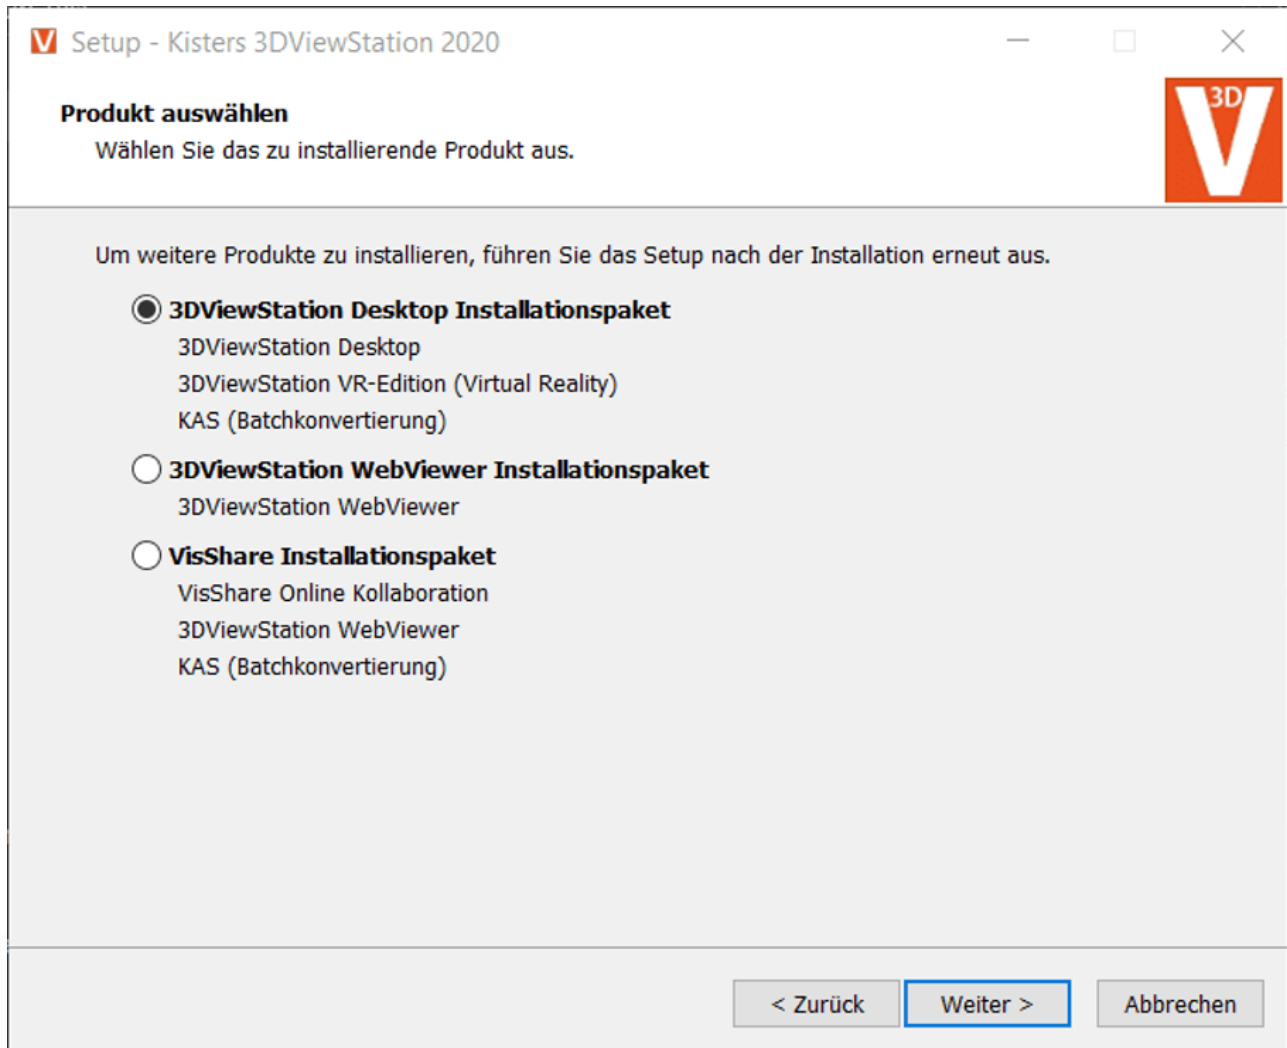 V Setup - Kisters 3DViewStation 2020
Produkt auswählen
Wählen Sie das zu installierende Produkt aus.
3D
V
Um weitere Produkte zu installieren, führen Sie das Setup nach der Installation erneut aus.
3DViewStation Desktop Installationspaket
3DViewStation Desktop
3DViewStation VR-Edition (Virtual Reality)
KAS (Batchkonvertierung)
3DViewStation WebViewer Installationspaket
3DViewStation WebViewer
VisShare Installationspaket
VisShare Online Kollaboration
3DViewStation WebViewer
KAS (Batchkonvertierung)
< Zurück Weiter > Abbrechen